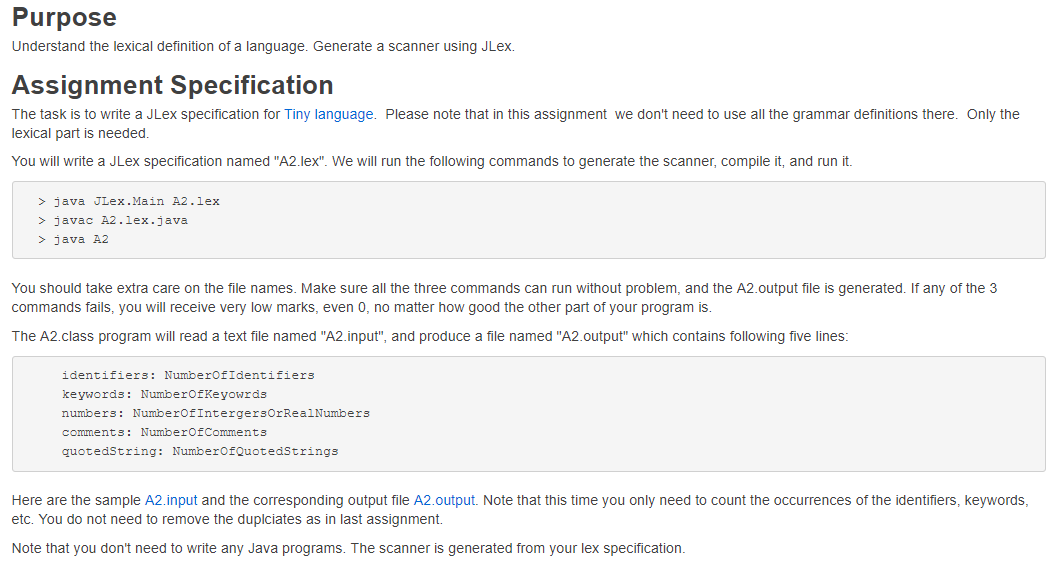 Purpose
Understand the lexical definition of a language. Generate a scanner using JLex.
Assignment Specification
The task is to write a JLex specification for Tiny language.  Please note that in this assignment  we don't need to use all the grammar definitions there.  Only the
lexical part is needed.
You will write a JLex specification named "A2.lex". We will run the following commands to generate the scanner, compile it, and run it.
> java JLex.Main A2.lex
> javac A2.lex.java
> java A2
You should take extra care on the file names. Make sure all the three commands can run without problem, and the A2.output file is generated. If any of the 3
commands fails, you will receive very low marks, even 0, no matter how good the other part of your program is.
The A2.class program will read a text file named "A2.input", and produce a file named "A2.output" which contains following five lines:
identifiers: NumberOfIdentifiers
keywords: NumberOfKeyowrds
numbers: NumberOfIntergersOrRealNumbers
comments: NumberOfComments
quotedString: NumberOfQuotedStrings
Here are the sample A2.input and the corresponding output file A2.output. Note that this time you only need to count the occurrences of the identifiers, keywords,
etc. You do not need to remove the duplciates as in last assignment.
Note that you don't need to write any Java programs. The scanner is generated from your lex specification.